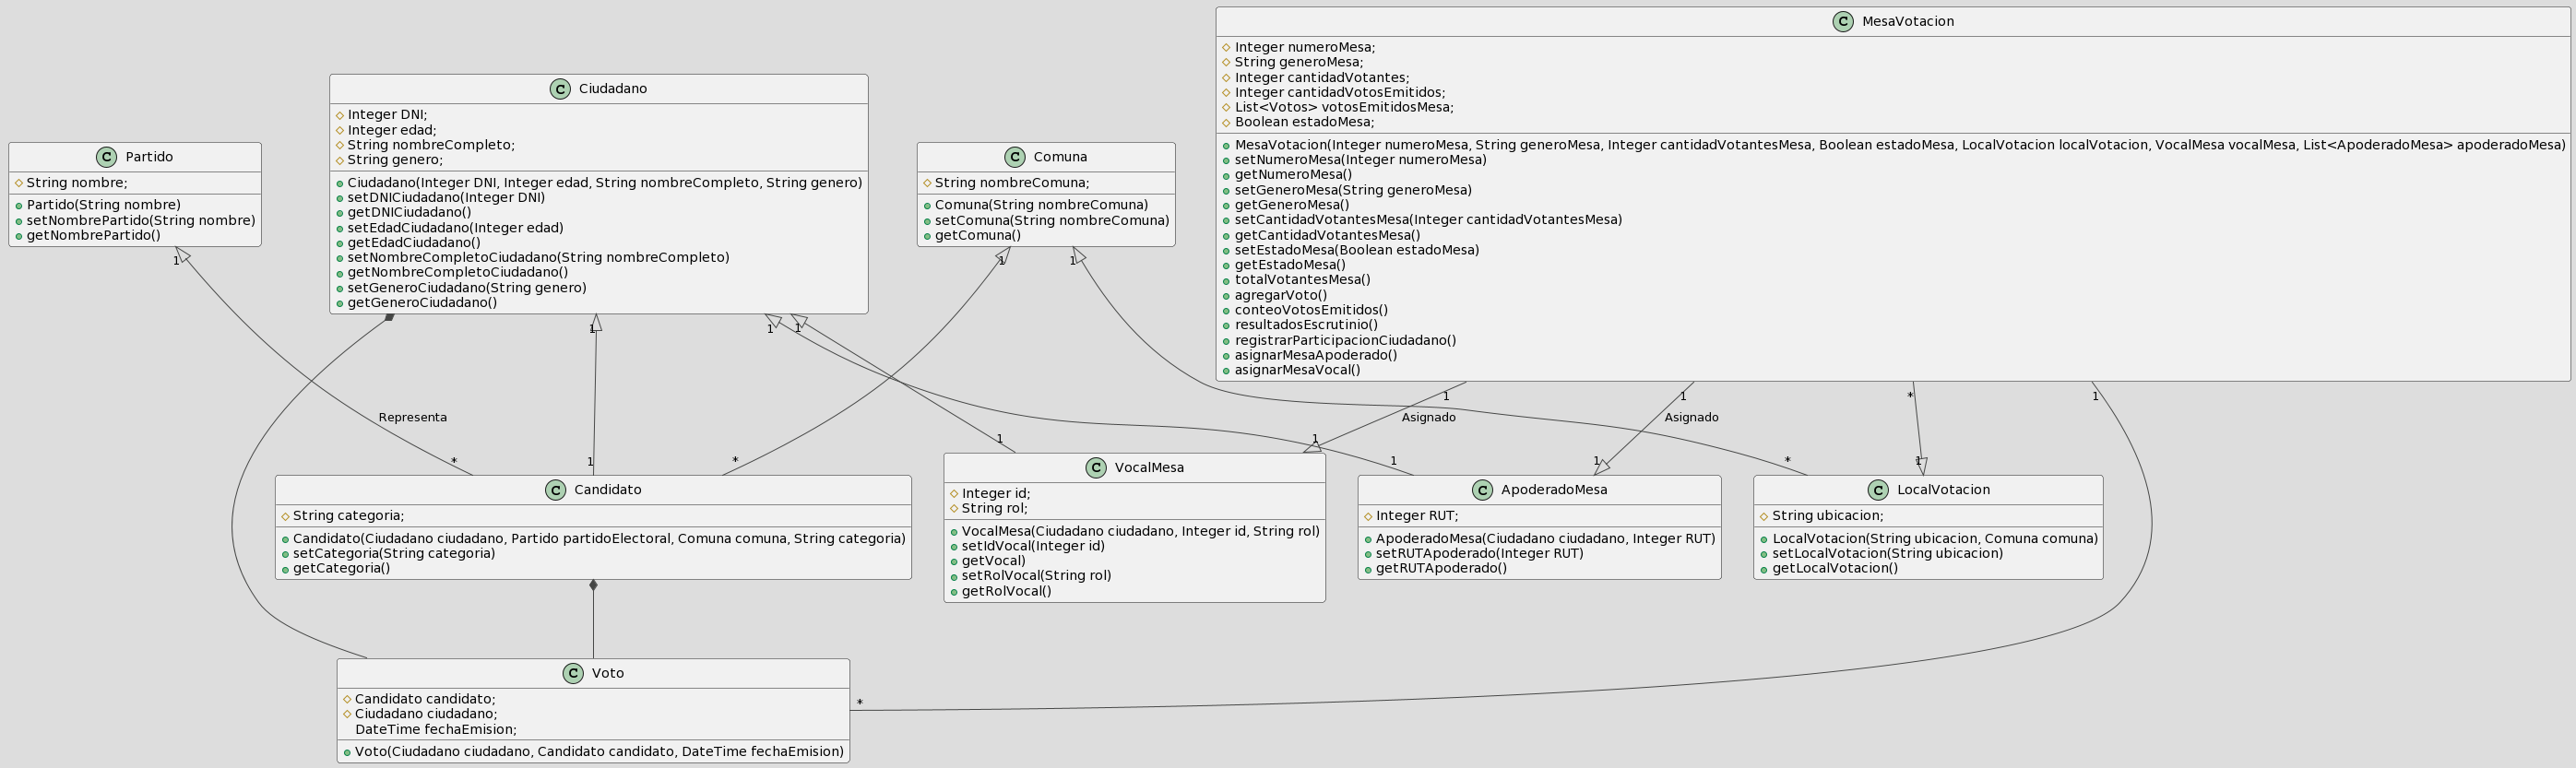 MesaVotacion
Integer numeroMesa;
String generoMesa;
Integer cantidadVotantes;
Integer cantidadVotosEmitidos;
List<Votos> votosEmitidosMesa;
Boolean estadoMesa;
MesaVotacion(Integer numeroMesa, String generoMesa, Integer cantidadVotantesMesa, Boolean estadoMesa, LocalVotacion localVotacion, VocalMesa vocalMesa, List<ApoderadoMesa> apoderadoMesa)
setNumeroMesa(Integer numeroMesa)
getNumeroMesa()
setGeneroMesa(String generoMesa)
getGeneroMesa()
setCantidadVotantesMesa(Integer cantidadVotantesMesa)
getCantidadVotantesMesa()
setEstadoMesa(Boolean estadoMesa)
getEstadoMesa()
totalVotantesMesa()
agregarVoto()
conteoVotosEmitidos()
resultadosEscrutinio()
registrarParticipacionCiudadano()
asignarMesaApoderado()
asignarMesaVocal()
Ciudadano
Integer DNI;
Integer edad;
String nombreCompleto;
String genero;
Ciudadano(Integer DNI, Integer edad, String nombreCompleto, String genero)
setDNICiudadano(Integer DNI)
getDNICiudadano()
setEdadCiudadano(Integer edad)
getEdadCiudadano()
setNombreCompletoCiudadano(String nombreCompleto)
getNombreCompletoCiudadano()
setGeneroCiudadano(String genero)
getGeneroCiudadano()
Partido
String nombre;
Partido(String nombre)
setNombrePartido(String nombre)
getNombrePartido()
Comuna
String nombreComuna;
Comuna(String nombreComuna)
setComuna(String nombreComuna)
getComuna()
1
1
1
1
1
1
1
1
*
1
Representa
Asignado
Asignado
*
1
*
1
1
1
1
*
1
Candidato
String categoria;
Candidato(Ciudadano ciudadano, Partido partidoElectoral, Comuna comuna, String categoria)
setCategoria(String categoria)
getCategoria()
VocalMesa
Integer id;
String rol;
VocalMesa(Ciudadano ciudadano, Integer id, String rol)
setIdVocal(Integer id)
getVocal)
setRolVocal(String rol)
getRolVocal()
ApoderadoMesa
Integer RUT;
ApoderadoMesa(Ciudadano ciudadano, Integer RUT)
setRUTApoderado(Integer RUT)
getRUTApoderado()
LocalVotacion
String ubicacion;
LocalVotacion(String ubicacion, Comuna comuna)
setLocalVotacion(String ubicacion)
getLocalVotacion()
Voto
Candidato candidato;
Ciudadano ciudadano;
DateTime fechaEmision;
Voto(Ciudadano ciudadano, Candidato candidato, DateTime fechaEmision)
*